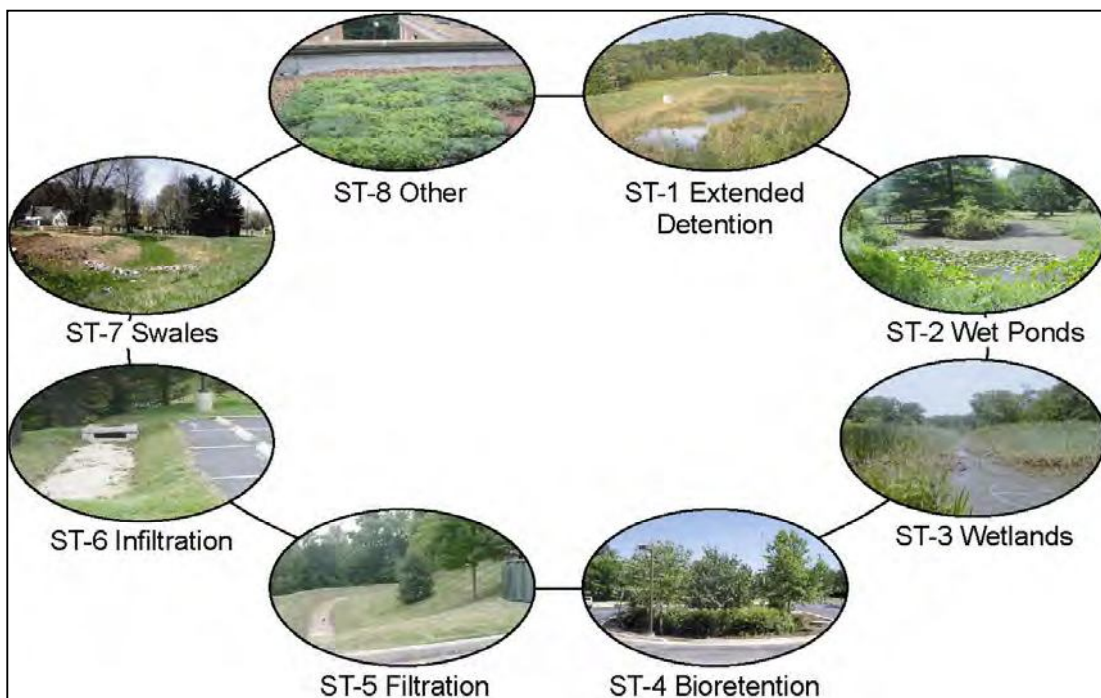 ST-8 Other
ST-1 Extended
Detention
ST-7 Swales
ST-2 Wet Ponds
ST-6 Infiltration
ST-3 Wetlands
ST-5 Filtration
ST-4 Bioretention